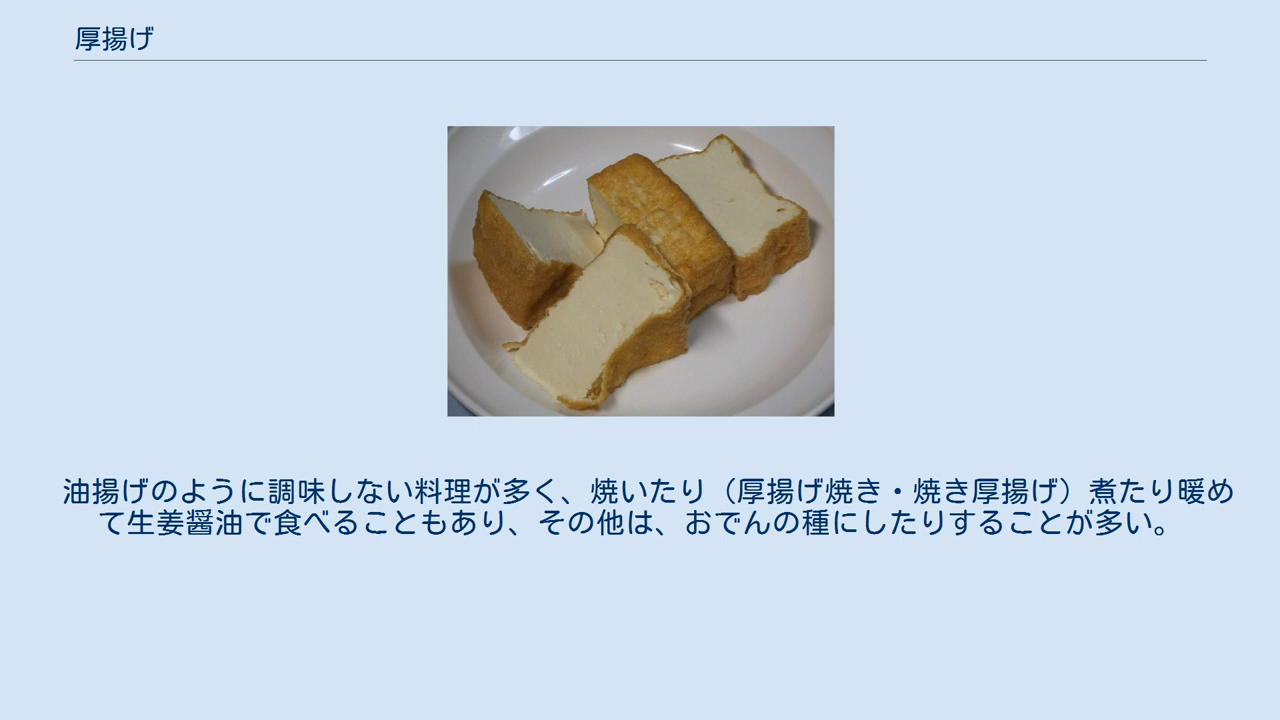 厚揚げ
油揚げのように調味しない料理が多く、焼いたり（厚揚げ焼き・焼き厚揚げ）煮たり暖め
て生姜醤油で食べることもあり、その他は、おでんの種にしたりすることが多い。